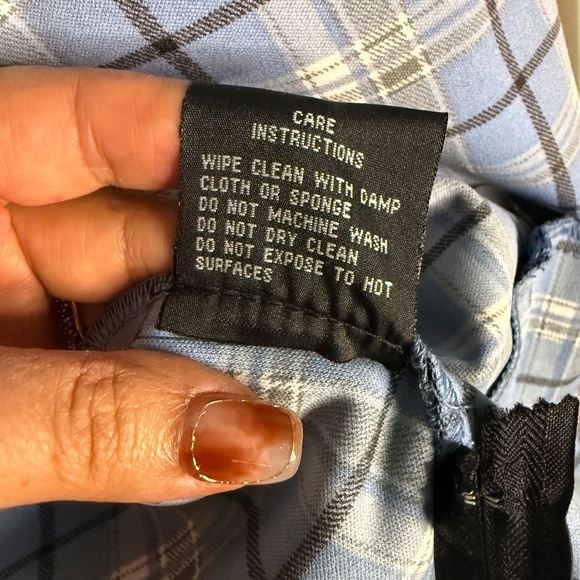 CARE
INSTRUCTIONS
WIPE CLEAN WITH DAMP
CLOTH OR SPONGE
DO NOT MACHINE WASH
DO NOT DRY CLEAN
DO NOT EXPOSE TO HOT
SURFACES